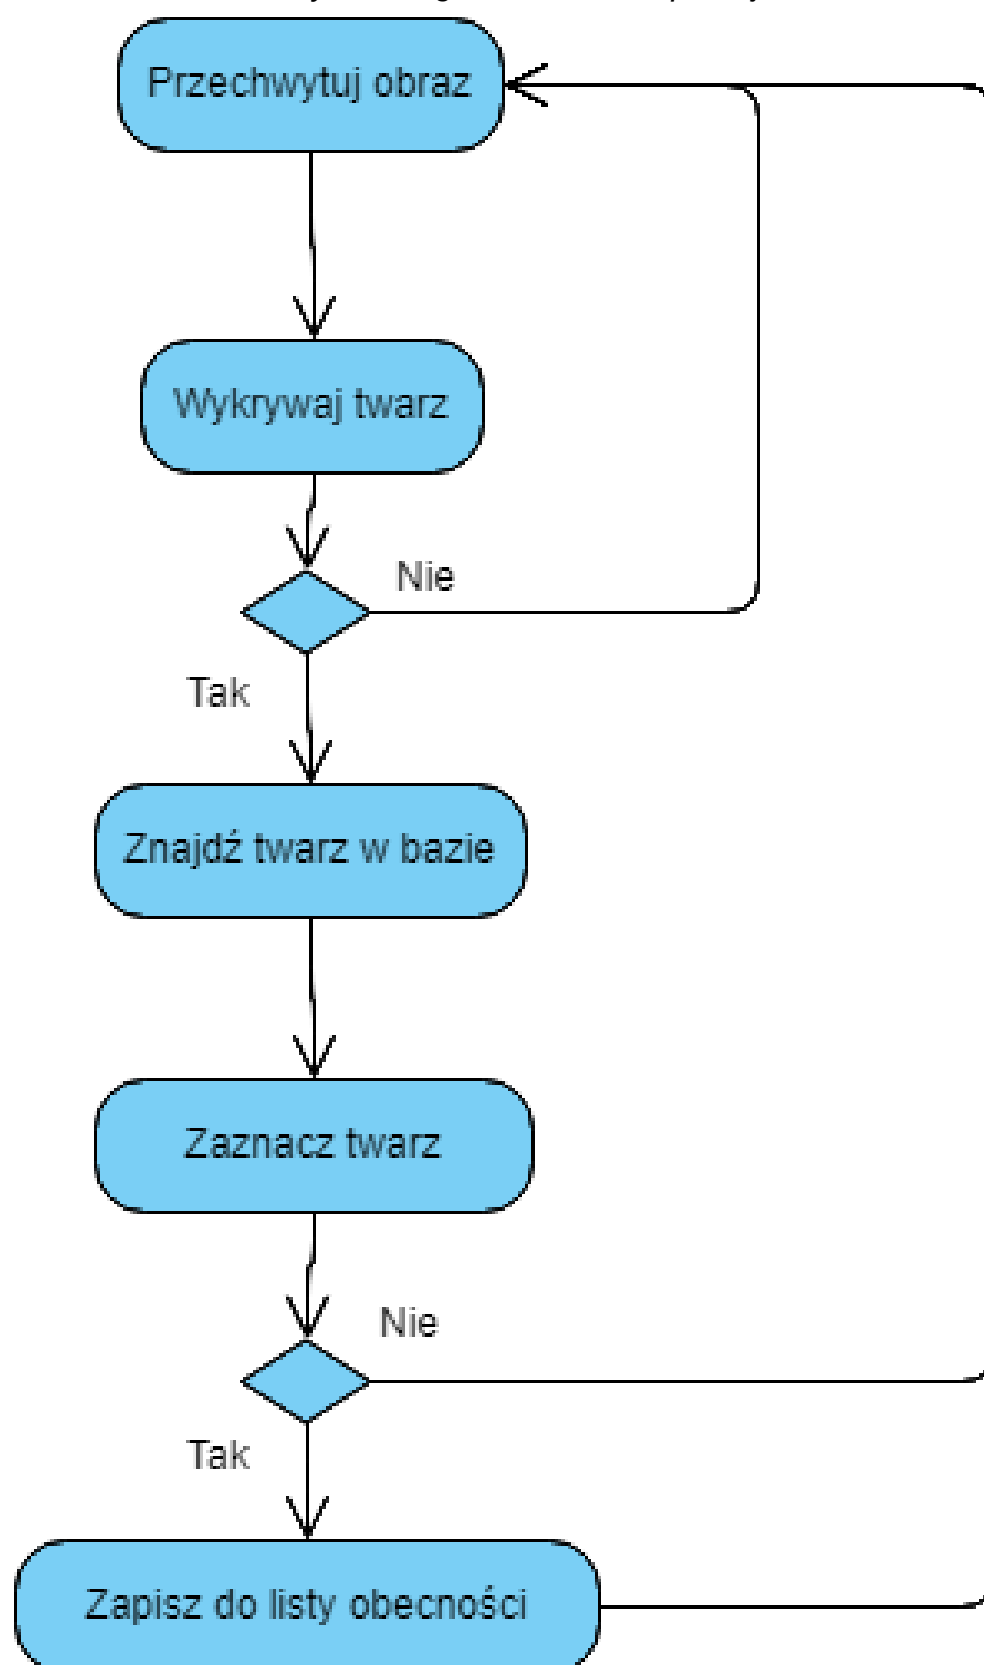 Przechwytuj obraz
Wykrywaj twarz
Nie
Tak
Znajdź twarz w bazie
Zaznacz twarz
Nie
Tak
Zapisz do listy obecności